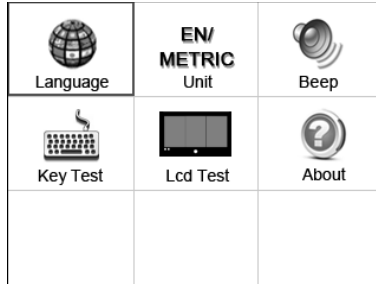 EN/
METRIC
Language
Unit
Beep
Key Test
Lcd Test
About